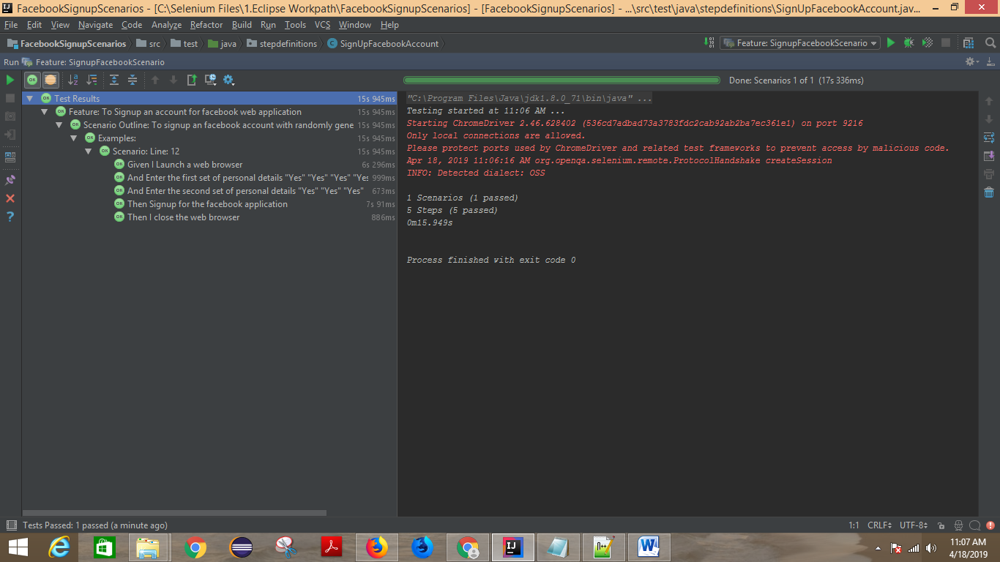 FacebookSignupScenarios - [C:\Selenium Files\1.Eclipse Workpath\FacebookSignupScenarios] - [FacebookSignupScenarios] - ...\src\test\java\stepdefinitions\SignUpFacebookAccount.jav...
File Edit View Navigate Code Analyze Refactor Build Run Tools VCS Window Help
FacebookSignupScenarios src test java stepdefinitions SignUpFacebookAccount Feature: SignupFacebookScenario
Run Feature: SignupFacebookScenario
Done: Scenarios 1 of 1 (17s 336ms)
Test Results 15s 945ms
Feature: To Signup an account for facebook web application 15s 945ms
Scenario Outline: To signup an facebook account with randomly gene 15s 945ms
Examples: 15s 945ms
Scenario: Line: 12 15s 945ms
Given I Launch a web browser 6s 296ms
And Enter the first set of personal details "Yes" "Yes" "Yes" "Yes 999ms
And Enter the second set of personal details "Yes" "Yes" "Yes" 673ms
Then Signup for the facebook application 7s 91ms
Then I close the web browser 886ms
"C:\Program Files\Java\jdk1.8.0_71\bin\java" ...
Testing started at 11:06 AM ...
Starting ChromeDriver 2.46.628402 (536cd7adbad73a3783fdc2cab92ab2ba7ec361e1) on port 9216
Only local connections are allowed.
Please protect ports used by ChromeDriver and related test frameworks to prevent access by malicious code.
Apr 18, 2019 11:06:16 AM org.openqa.selenium.remote.ProtocolHandshake createSession
INFO: Detected dialect: OSS
1 Scenarios (1 passed)
5 Steps (5 passed)
0m15.949s
Process finished with exit code 0
Tests Passed: 1 passed (a minute ago) 1:1 CRLF UTF-8
11:07 AM
4/18/2019